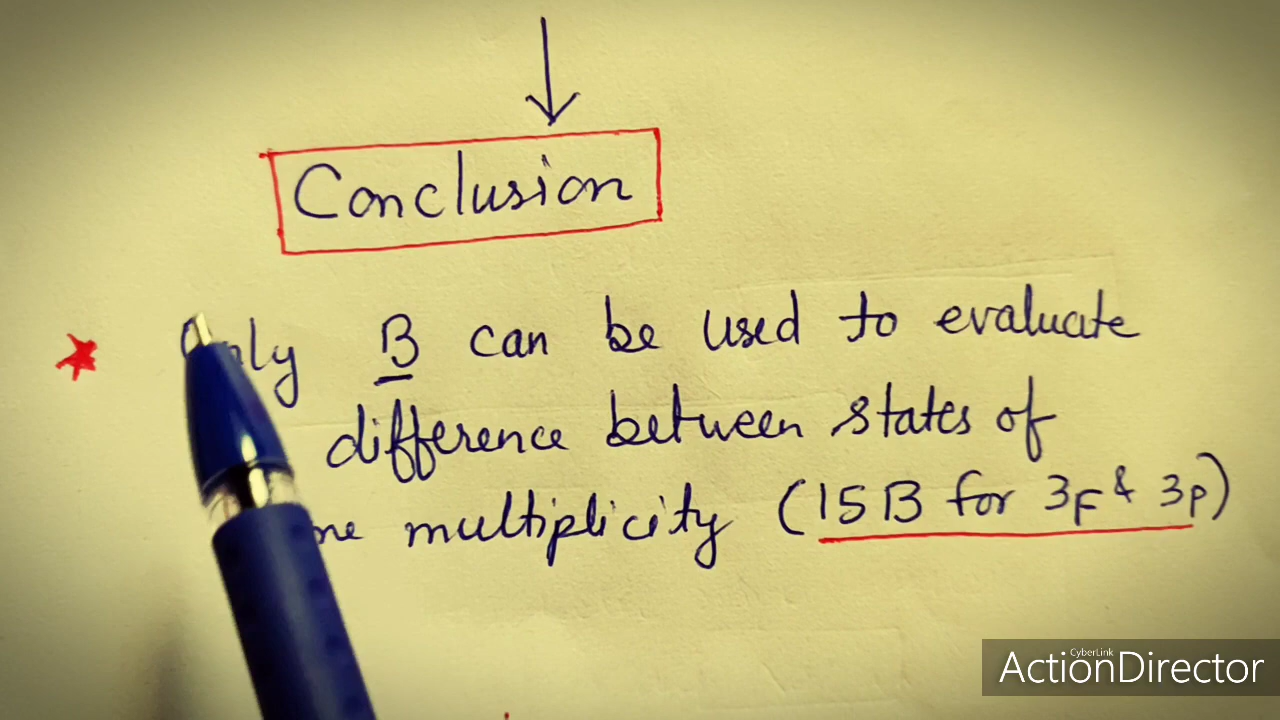 Conclusion
Only B can be used to evaluate
difference between states of
multiplicity (15B for 3F & 3P)
CyberLink
ActionDirector